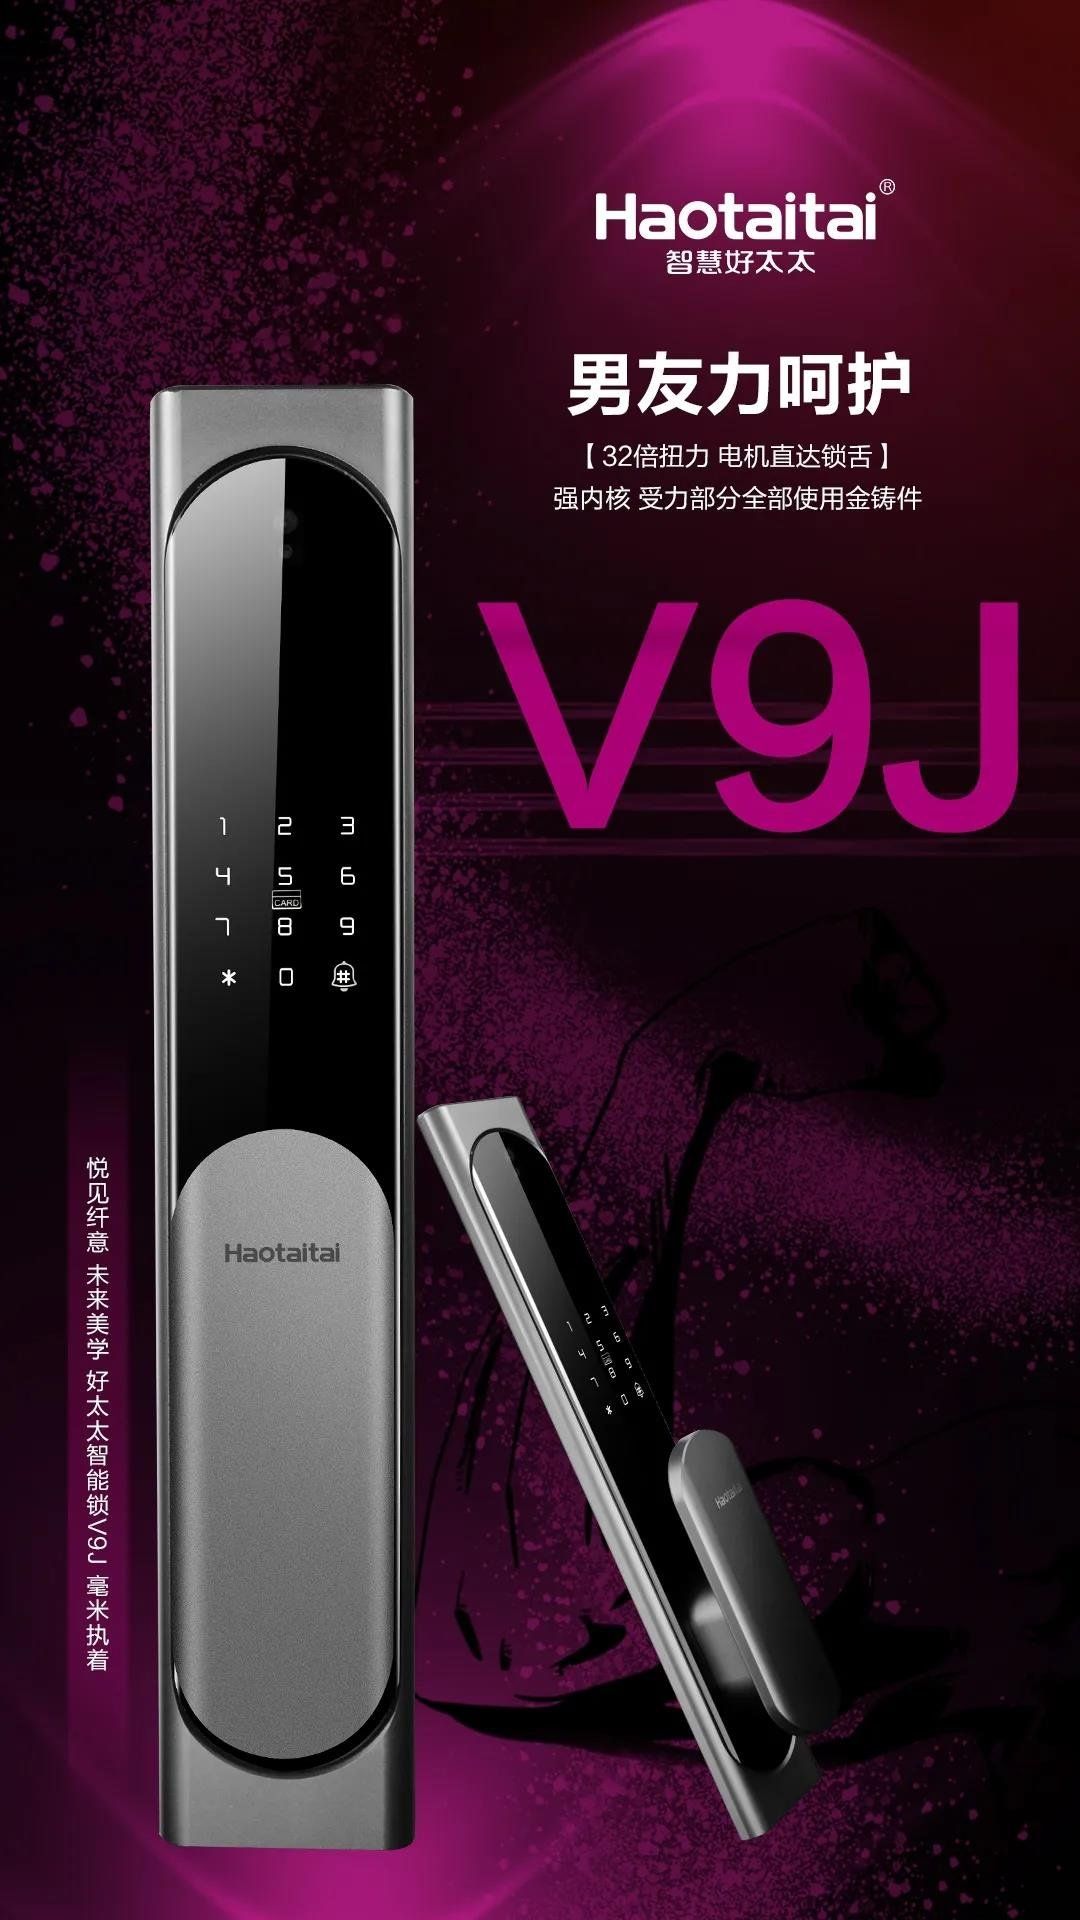 Haotaitai®
智慧好太太
男友力呵护
【32倍扭力 电机直达锁舌】
强内核 受力部分全部使用金铸件
V9J
1 2 3
4 5 6
CARD
7 8 9
* 0 #
Haotaitai
悦见纤意 未来美学 好太太智能锁V9J 毫米执着
1 2 3
4 5 6
7 8 9
* 0 #
Haotaitai